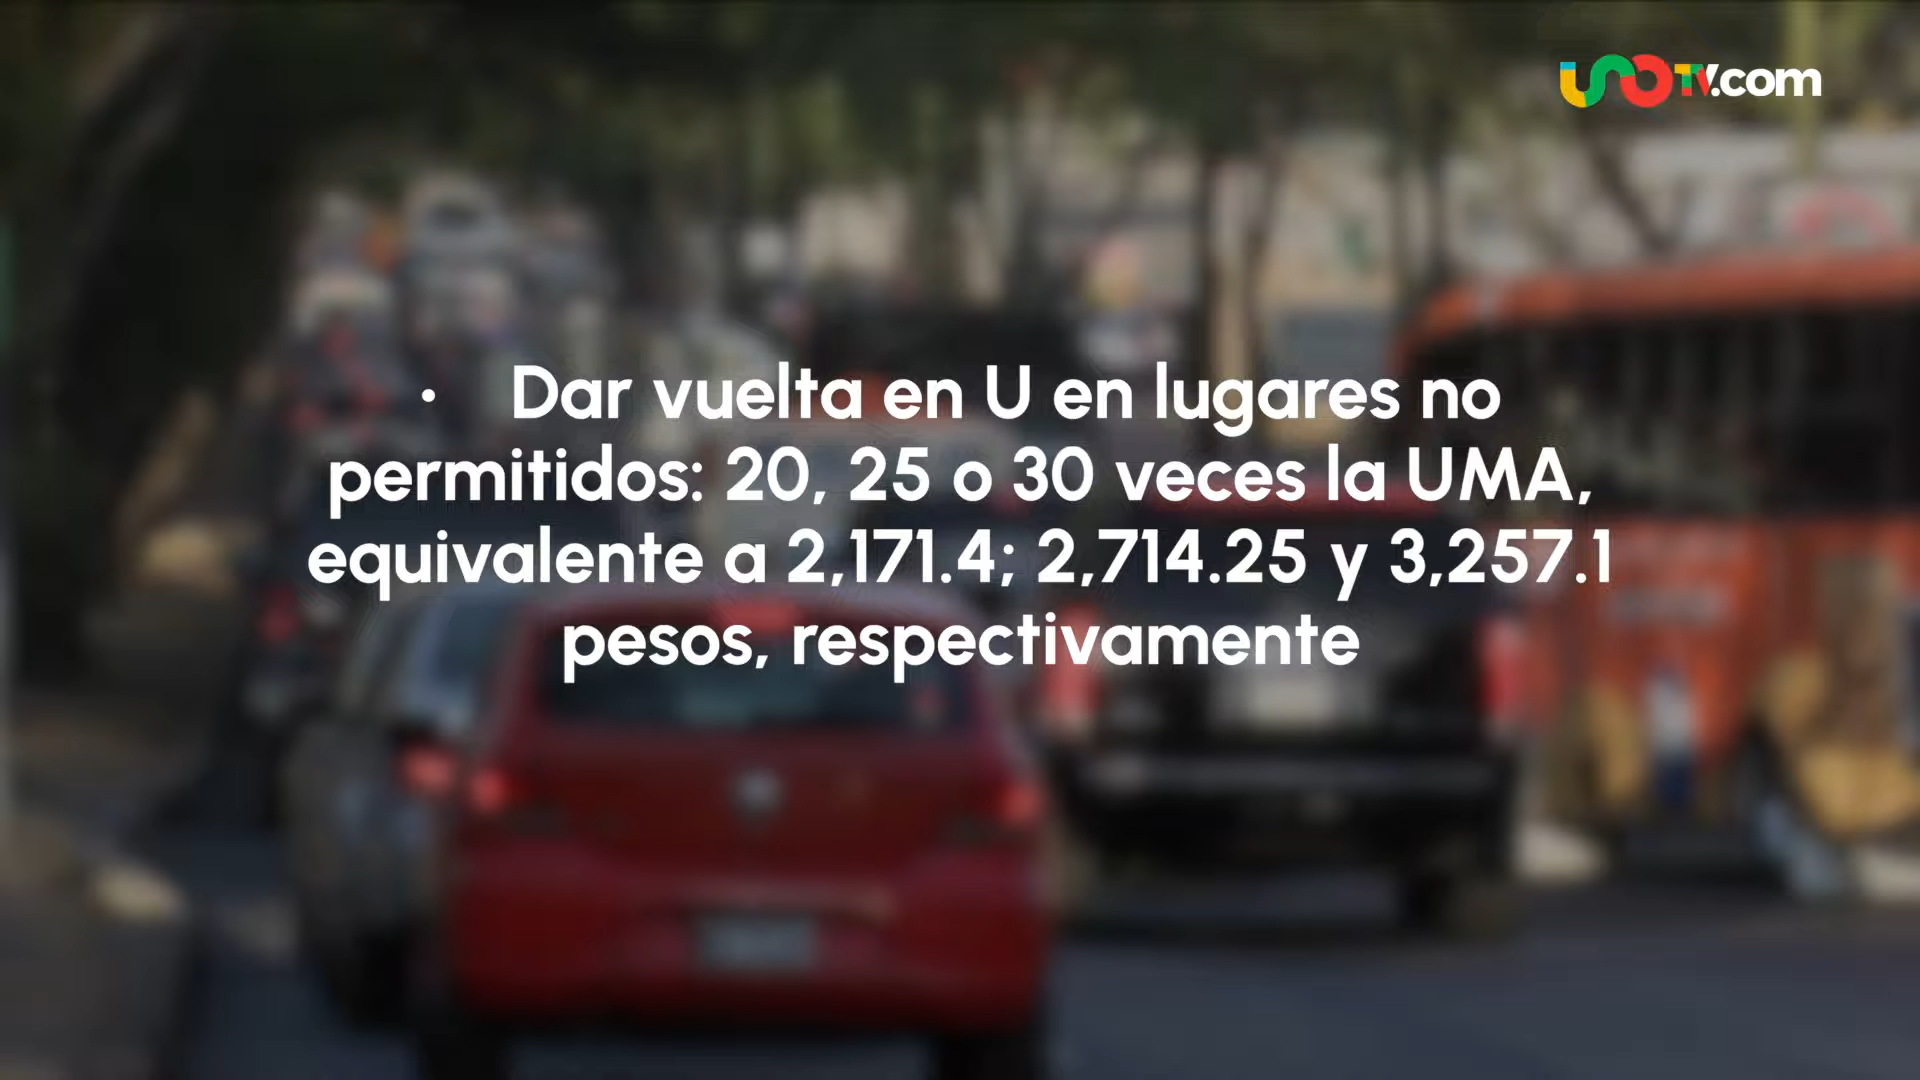 UNOTV.com
• Dar vuelta en U en lugares no
permitidos: 20, 25 o 30 veces la UMA,
equivalente a 2,171.4; 2,714.25 y 3,257.1
pesos, respectivamente